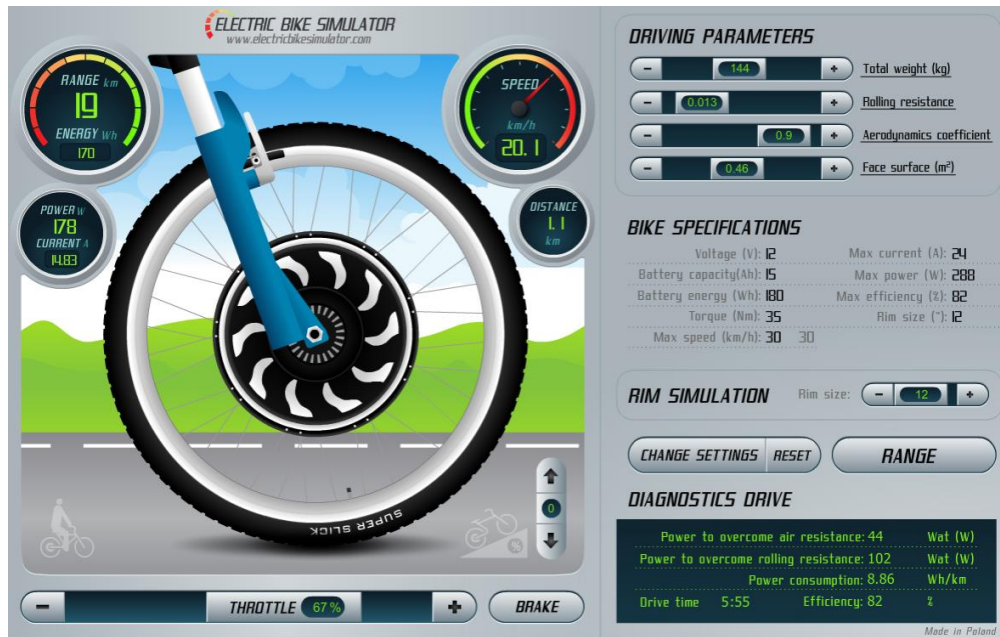 ELECTRIC BIKE SIMULATOR
www.electricbikesimulator.com
RANGE km
19
ENERGY Wh
170
SPEED
km/h
20.1
POWER W
178
CURRENT A
14.83
DISTANCE
1.1
km
SUPER SLICK
0
%
- THROTTLE 67% +
BRAKE
DRIVING PARAMETERS
- 144 + Total weight (kg)
- 0.013 + Rolling resistance
- 0.9 + Aerodynamics coefficient
- 0.46 + Face surface (m²)
BIKE SPECIFICATIONS
Voltage (V): 12 Max current (A): 24
Battery capacity(Ah): 15 Max power (W): 288
Battery energy (Wh): 180 Max efficiency (%): 82
Torque (Nm): 35 Rim size ("): 12
Max speed (km/h): 30 30
RIM SIMULATION Rim size: - 12 +
CHANGE SETTINGS RESET RANGE
DIAGNOSTICS DRIVE
Power to overcome air resistance: 44 Wat (W)
Power to overcome rolling resistance: 102 Wat (W)
Power consumption: 8.86 Wh/km
Drive time 5:55 Efficiency: 82 %
Made in Poland